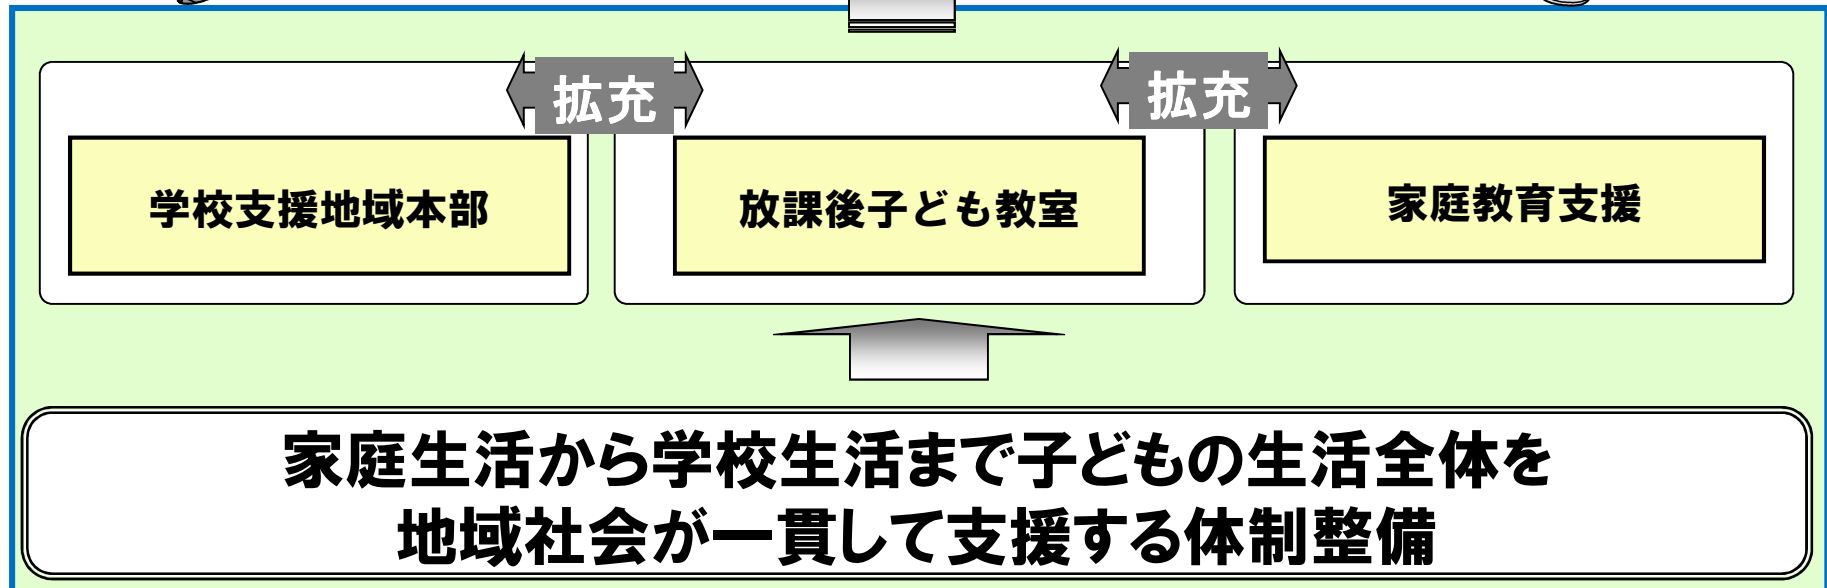 拡充
拡充
学校支援地域本部
放課後子ども教室
家庭教育支援
家庭生活から学校生活まで子どもの生活全体を
地域社会が一貫して支援する体制整備